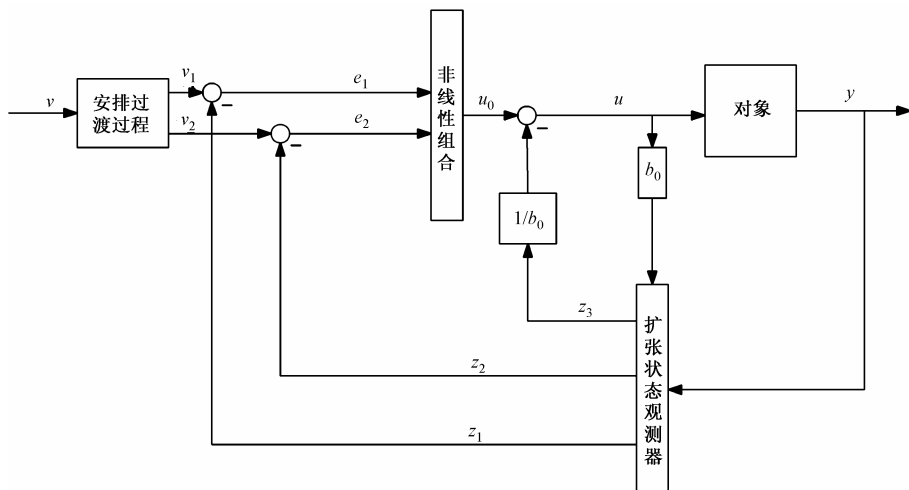 v
安排过
渡过程
v₁
v₂
e₁
e₂
非线性组合
u₀
u
对象
y
b₀
1/b₀
z₃
z₂
z₁
扩张状态观测器